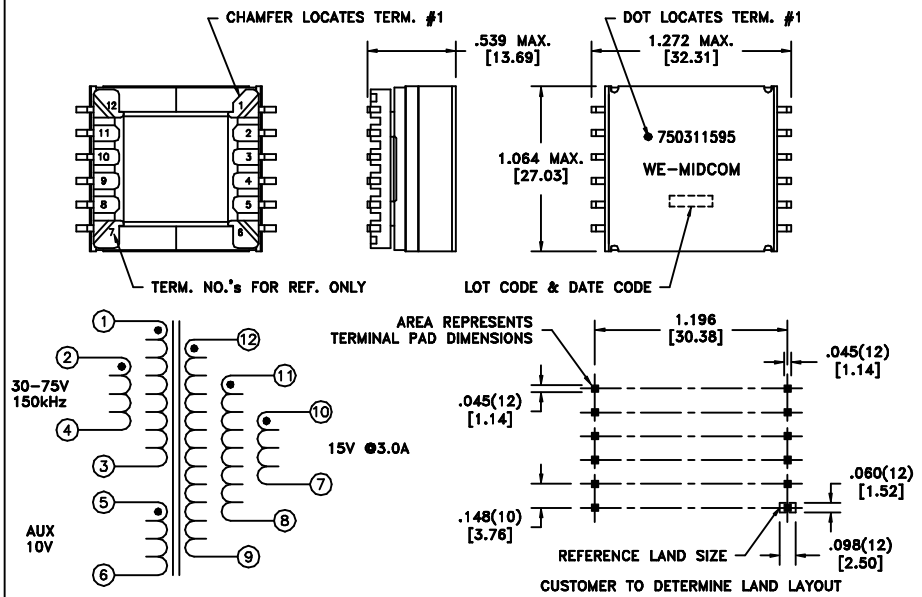 CHAMFER LOCATES TERM. #1
12
11
10
9
8
7
1
2
3
4
5
6
TERM. NO.'s FOR REF. ONLY
.539 MAX.
[13.69]
DOT LOCATES TERM. #1
1.272 MAX.
[32.31]
1.064 MAX.
[27.03]
750311595
WE-MIDCOM
LOT CODE & DATE CODE
1
2
30-75V
150kHz
4
3
5
AUX
10V
6
12
11
10
15V @3.0A
7
8
9
AREA REPRESENTS
TERMINAL PAD DIMENSIONS
1.196
[30.38]
.045(12)
[1.14]
.045(12)
[1.14]
.060(12)
[1.52]
.148(10)
[3.76]
REFERENCE LAND SIZE
.098(12)
[2.50]
CUSTOMER TO DETERMINE LAND LAYOUT